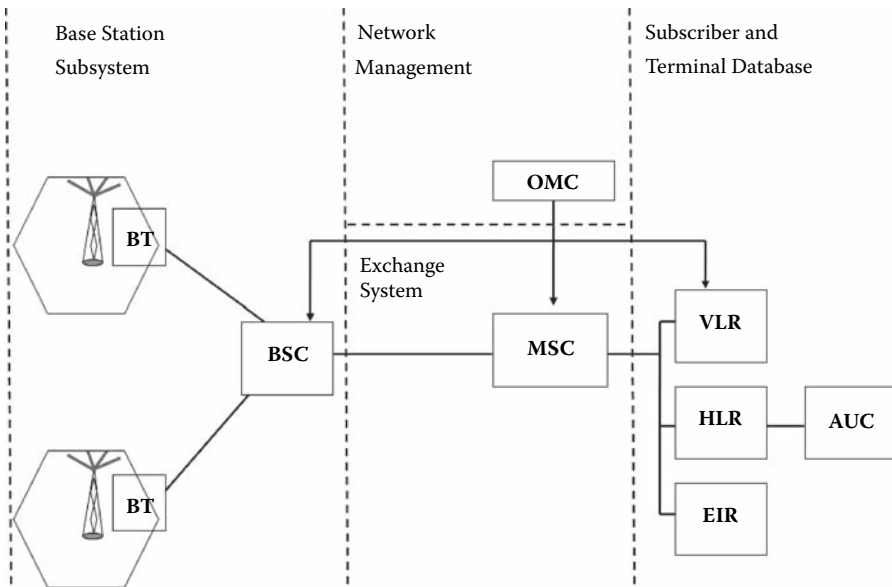 Base Station
Subsystem
Network
Management
Subscriber and
Terminal Database
OMC
BT
Exchange
System
BSC
MSC
VLR
HLR
AUC
BT
EIR